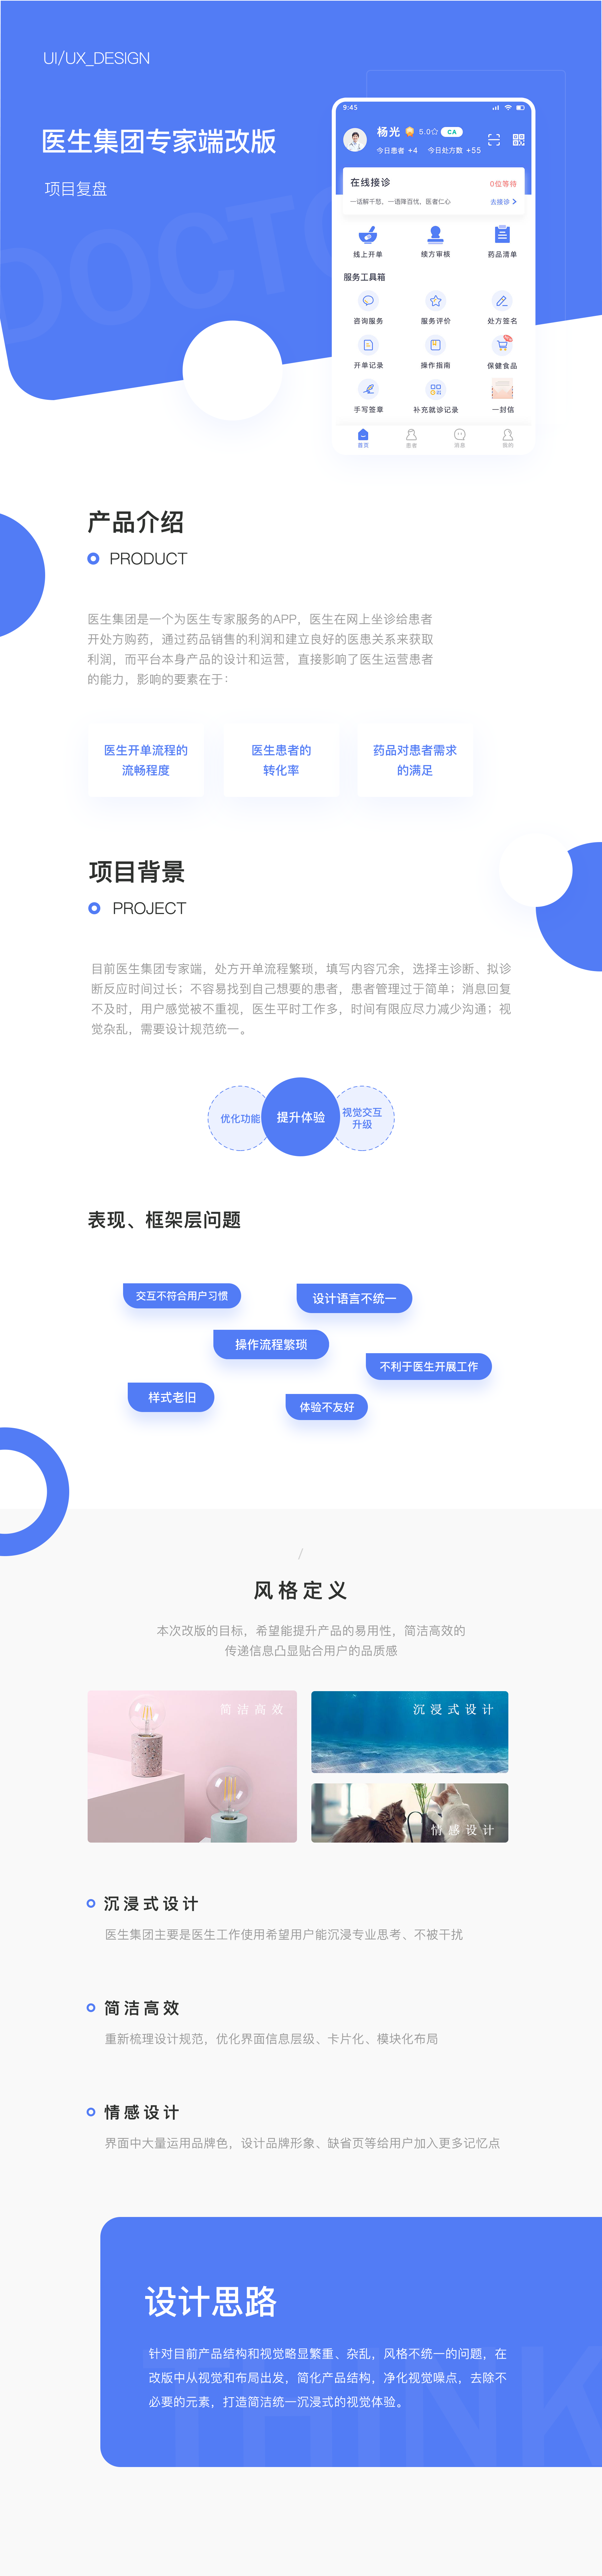 UI/UX_DESIGN
医生集团专家端改版
项目复盘
DOCTO
9:45
杨光 5.0 CA
今日患者 +4 今日处方数 +55
在线接诊
0位等待
一话解千愁、一语降百忧，医者仁心
去接诊
线上开单 续方审核 药品清单
服务工具箱
咨询服务 服务评价 处方签名
开单记录 操作指南 保健食品
手写签章 补充就诊记录 一封信
首页 患者 消息 我的
产品介绍
PRODUCT
医生集团是一个为医生专家服务的APP，医生在网上坐诊给患者
开处方购药，通过药品销售的利润和建立良好的医患关系来获取
利润，而平台本身产品的设计和运营，直接影响了医生运营患者
的能力，影响的要素在于：
医生开单流程的
流畅程度
医生患者的
转化率
药品对患者需求
的满足
项目背景
PROJECT
目前医生集团专家端，处方开单流程繁琐，填写内容冗余，选择主诊断、拟诊
断反应时间过长；不容易找到自己想要的患者，患者管理过于简单；消息回复
不及时，用户感觉被不重视，医生平时工作多，时间有限应尽力减少沟通；视
觉杂乱，需要设计规范统一。
优化功能
提升体验
视觉交互
升级
表现、框架层问题
交互不符合用户习惯
设计语言不统一
操作流程繁琐
不利于医生开展工作
样式老旧
体验不友好
/
风格定义
本次改版的目标，希望能提升产品的易用性，简洁高效的
传递信息凸显贴合用户的品质感
简洁高效
沉浸式设计
情感设计
沉浸式设计
医生集团主要是医生工作使用希望用户能沉浸专业思考、不被干扰
简洁高效
重新梳理设计规范，优化界面信息层级、卡片化、模块化布局
情感设计
界面中大量运用品牌色，设计品牌形象、缺省页等给用户加入更多记忆点
设计思路
针对目前产品结构和视觉略显繁重、杂乱，风格不统一的问题，在
改版中从视觉和布局出发，简化产品结构，净化视觉噪点，去除不
必要的元素，打造简洁统一沉浸式的视觉体验。
THINK